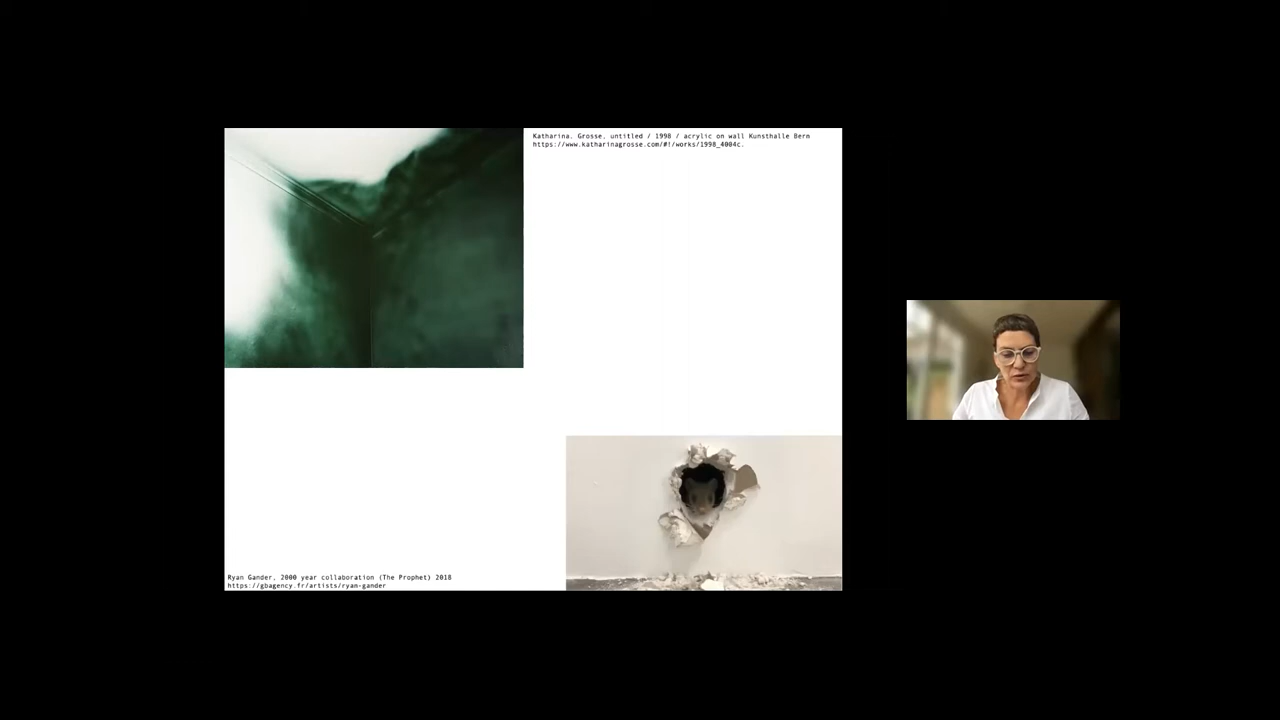 Katharina. Grosse, untitled / 1998 / acrylic on wall Kunsthalle Bern
https://www.katharinagrosse.com/#!/works/1998_4004c.
Ryan Gander, 2000 year collaboration (The Prophet) 2018
https://gbagency.fr/artists/ryam-gander